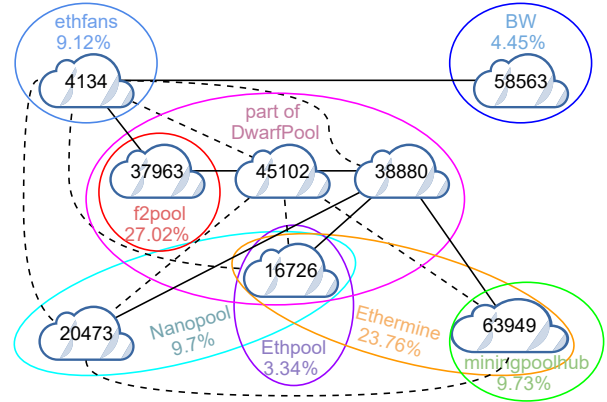 ethfans
9.12%
4134
BW
4.45%
58563
part of
DwarfPool
37963
45102
38880
f2pool
27.02%
16726
20473
Nanopool
9.7%
Ethpool
3.34%
Ethermine
23.76%
63949
miningpoolhub
9.73%